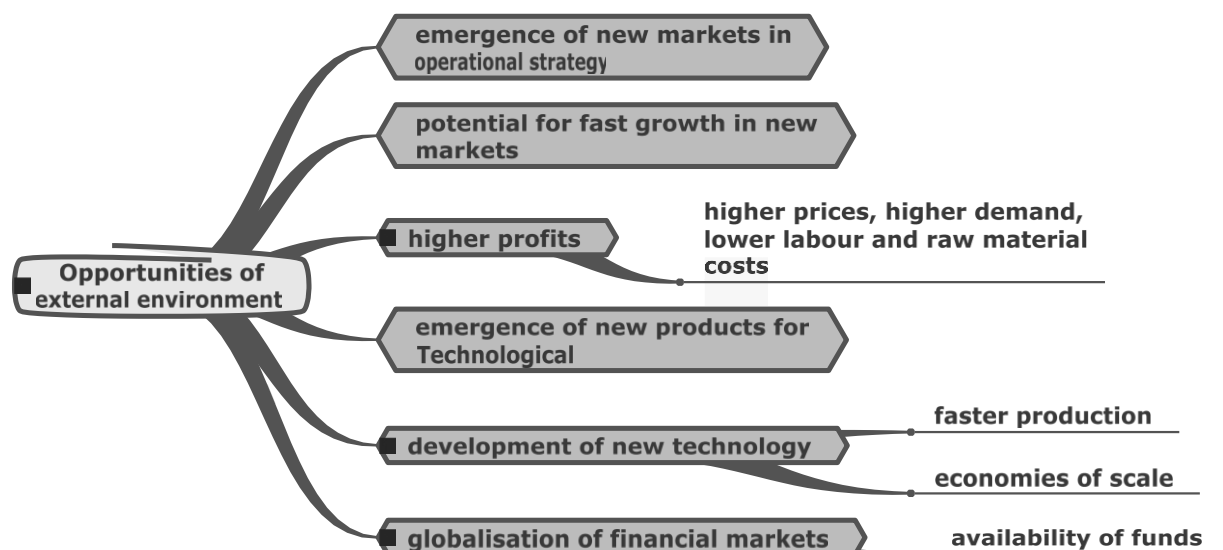 emergence of new markets in
operational strategy
potential for fast growth in new
markets
higher profits
higher prices, higher demand,
lower labour and raw material
costs
Opportunities of
external environment
emergence of new products for
Technological
development of new technology
faster production
economies of scale
globalisation of financial markets
availability of funds